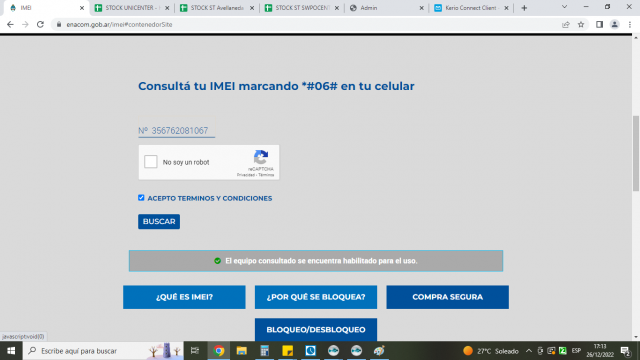 IMEI
STOCK UNICENTER -
STOCK ST Avellaneda
STOCK ST SWPOCENT
Admin
Kerio Connect Client
enacom.gob.ar/imei#contenedorSite
Consultá tu IMEI marcando *#06# en tu celular
Nº 356762081067
No soy un robot
reCAPTCHA
Privacidad - Términos
ACEPTO TERMINOS Y CONDICIONES
BUSCAR
El equipo consultado se encuentra habilitado para el uso.
¿QUÉ ES IMEI?
¿POR QUÉ SE BLOQUEA?
COMPRA SEGURA
BLOQUEO/DESBLOQUEO
javascript:void(0)
Escribe aquí para buscar
27°C Soleado
ESP
17:13
26/12/2022